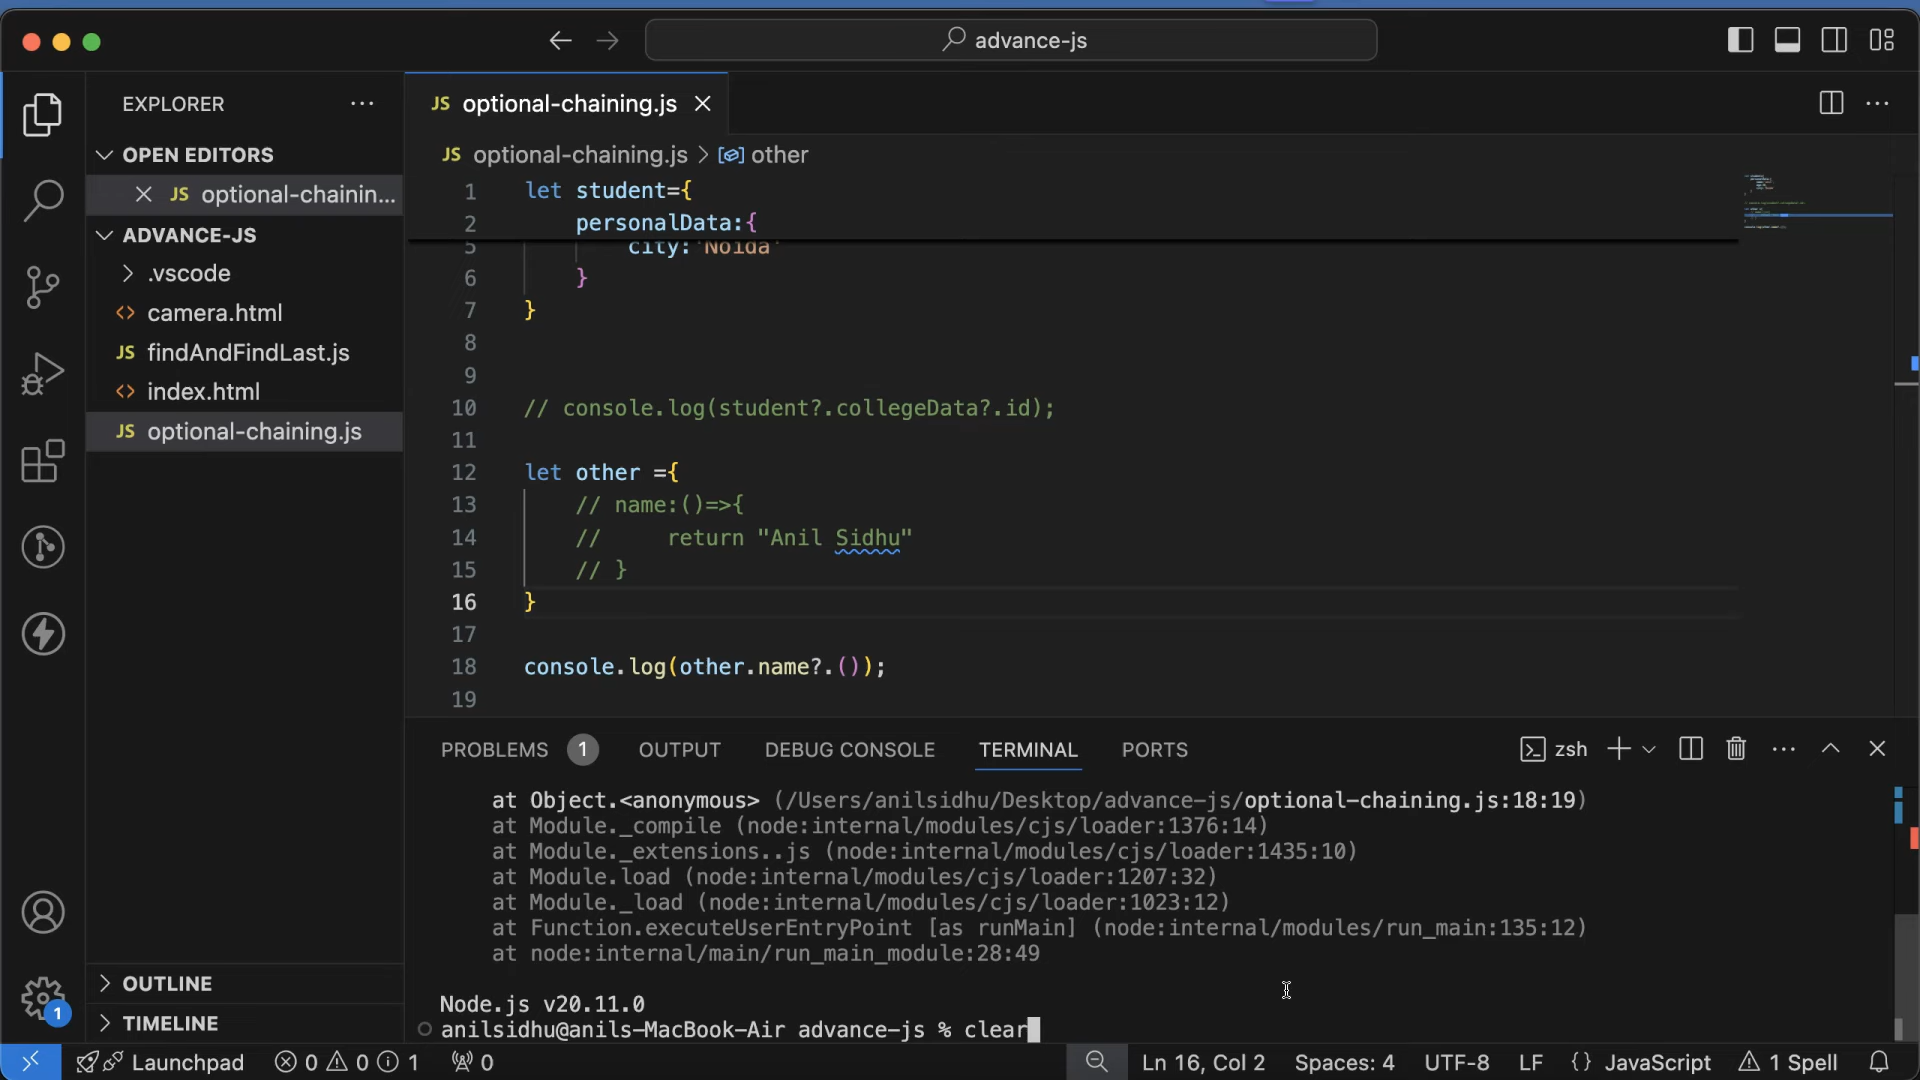 advance-js
EXPLORER
JS optional-chaining.js
OPEN EDITORS
JS optional-chainin...
ADVANCE-JS
.vscode
<> camera.html
JS findAndFindLast.js
<> index.html
JS optional-chaining.js
OUTLINE
TIMELINE
JS optional-chaining.js > other
1 let student={
2 personalData:{
5 city:'Noida'
6 }
7 }
8
9
10 // console.log(student?.collegeData?.id);
11
12 let other ={
13 // name:()=>{
14 // return "Anil Sidhu"
15 // }
16 }
17
18 console.log(other.name?.());
19
PROBLEMS 1 OUTPUT DEBUG CONSOLE TERMINAL PORTS zsh
at Object.<anonymous> (/Users/anilsidhu/Desktop/advance-js/optional-chaining.js:18:19)
at Module._compile (node:internal/modules/cjs/loader:1376:14)
at Module._extensions..js (node:internal/modules/cjs/loader:1435:10)
at Module.load (node:internal/modules/cjs/loader:1207:32)
at Module._load (node:internal/modules/cjs/loader:1023:12)
at Function.executeUserEntryPoint [as runMain] (node:internal/modules/run_main:135:12)
at node:internal/main/run_main_module:28:49
Node.js v20.11.0
anilsidhu@anils-MacBook-Air advance-js % clear
1
Launchpad 0 0 1 0 Ln 16, Col 2 Spaces: 4 UTF-8 LF {} JavaScript 1 Spell